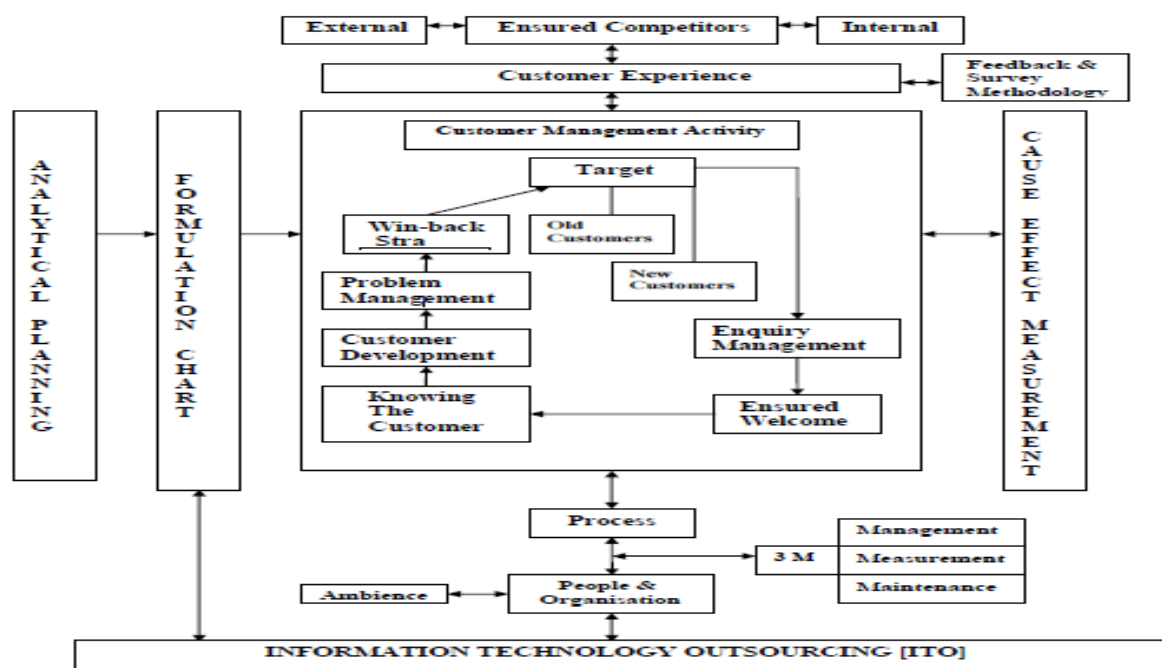 External
Ensured Competitors
Internal
Customer Experience
Feedback &
Survey
Methodology
ANALYTICAL PLANNING
FORMULATION CHART
Customer Management Activity
Target
Win-back
Stra
Old
Customers
New
Customers
Problem
Management
Customer
Development
Knowing
The
Customer
Enquiry
Management
Ensured
Welcome
CAUSE EFFECT MEASUREMENT
Process
3 M
Management
Measurement
Maintenance
Ambience
People &
Organisation
INFORMATION TECHNOLOGY OUTSOURCING [ITO]